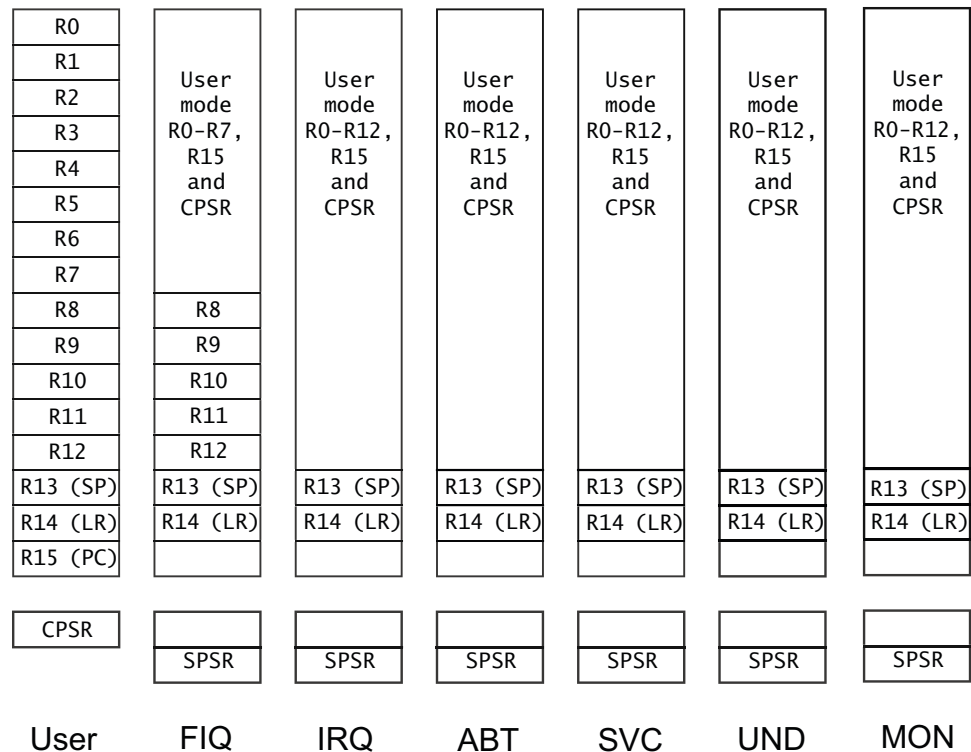 R0
R1
R2
R3
R4
R5
R6
R7
R8
R9
R10
R11
R12
R13 (SP)
R14 (LR)
R15 (PC)
CPSR
User
User
mode
R0-R7,
R15
and
CPSR
R8
R9
R10
R11
R12
R13 (SP)
R14 (LR)
SPSR
FIQ
User
mode
R0-R12,
R15
and
CPSR
R13 (SP)
R14 (LR)
SPSR
IRQ
User
mode
R0-R12,
R15
and
CPSR
R13 (SP)
R14 (LR)
SPSR
ABT
User
mode
R0-R12,
R15
and
CPSR
R13 (SP)
R14 (LR)
SPSR
SVC
User
mode
R0-R12,
R15
and
CPSR
R13 (SP)
R14 (LR)
SPSR
UND
User
mode
R0-R12,
R15
and
CPSR
R13 (SP)
R14 (LR)
SPSR
MON